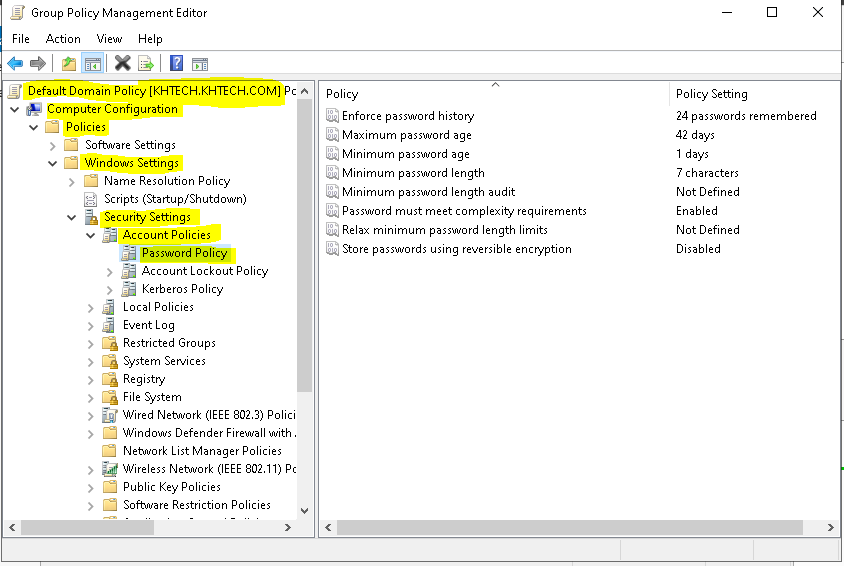 Group Policy Management Editor
File Action View Help
Default Domain Policy [KHTECH.KHTECH.COM] Pc
Computer Configuration
Policies
Software Settings
Windows Settings
Name Resolution Policy
Scripts (Startup/Shutdown)
Security Settings
Account Policies
Password Policy
Account Lockout Policy
Kerberos Policy
Local Policies
Event Log
Restricted Groups
System Services
Registry
File System
Wired Network (IEEE 802.3) Polici
Windows Defender Firewall with
Network List Manager Policies
Wireless Network (IEEE 802.11) Pc
Public Key Policies
Software Restriction Policies
Policy Policy Setting
Enforce password history 24 passwords remembered
Maximum password age 42 days
Minimum password age 1 days
Minimum password length 7 characters
Minimum password length audit Not Defined
Password must meet complexity requirements Enabled
Relax minimum password length limits Not Defined
Store passwords using reversible encryption Disabled